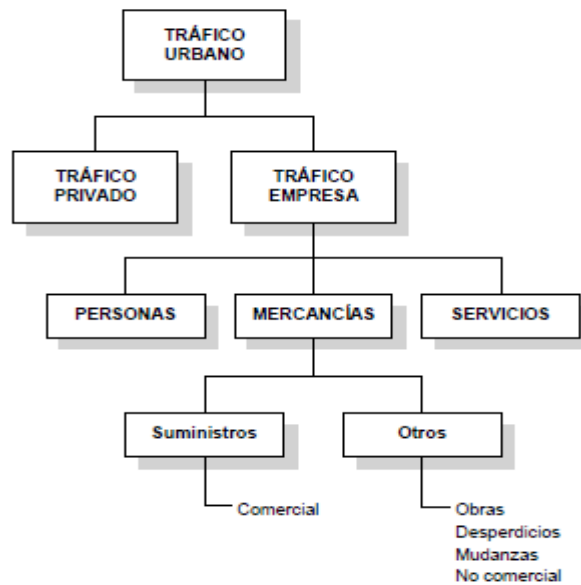 TRÁFICO
URBANO
TRÁFICO
PRIVADO
TRÁFICO
EMPRESA
PERSONAS
MERCANCÍAS
SERVICIOS
Suministros
Otros
Comercial
Obras
Desperdicios
Mudanzas
No comercial